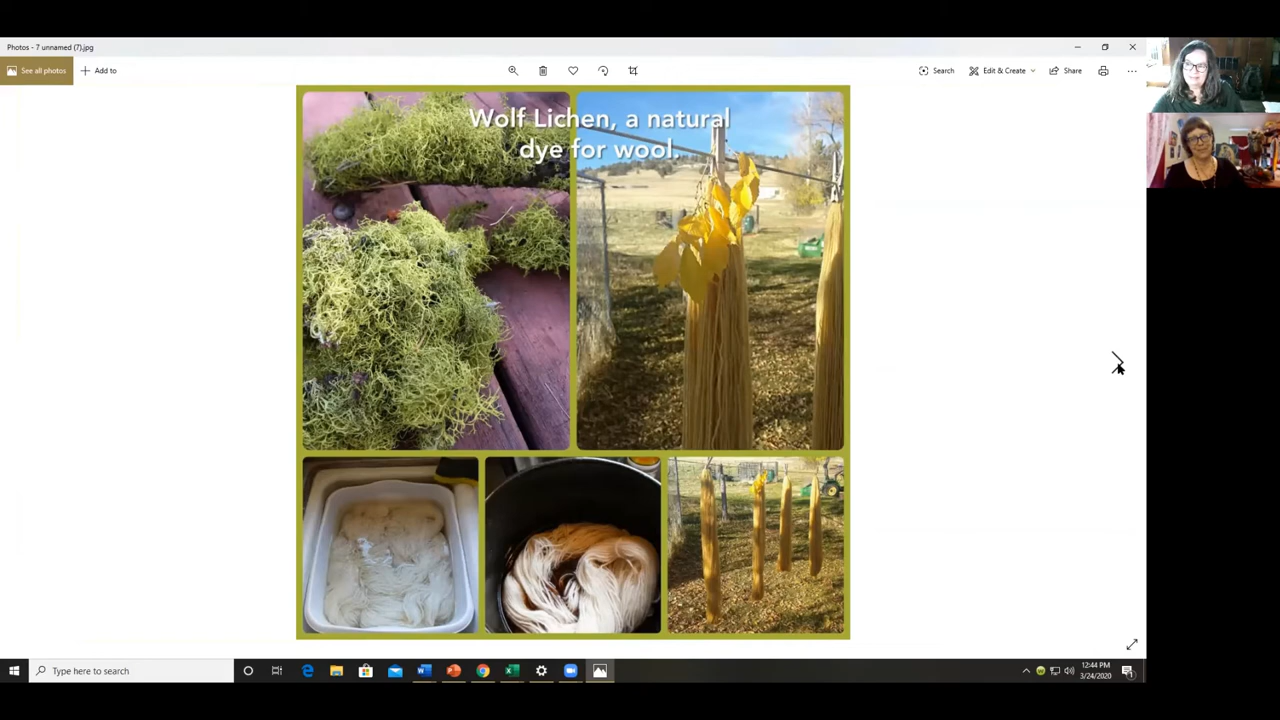 Photos - 7 unnamed (7).jpg
See all photos
Add to
Search
Edit & Create
Share
Wolf Lichen, a natural
dye for wool.
Type here to search
12:44 PM
3/24/2020